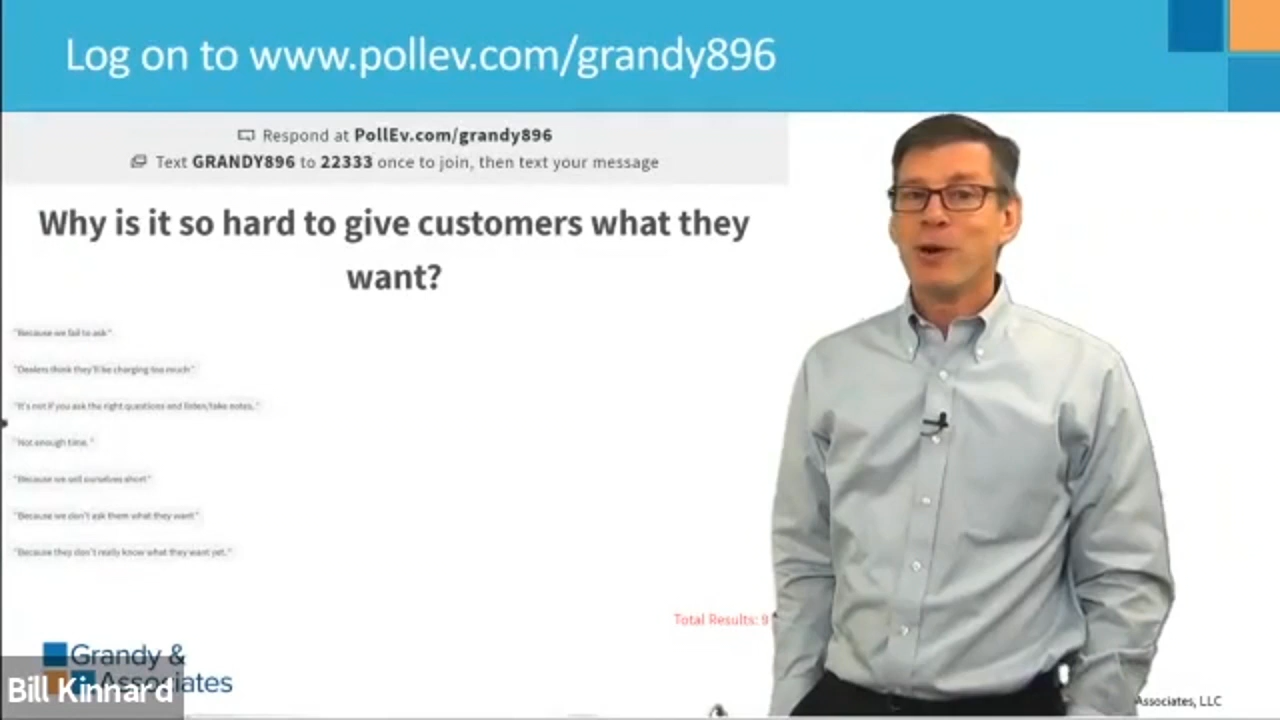 Log on to www.pollev.com/grandy896
Respond at PollEv.com/grandy896
Text GRANDY896 to 22333 once to join, then text your message
Why is it so hard to give customers what they
want?
"Because we fail to ask"
"Dealers think they'll be charging too much"
"It's not if you ask the right questions and listen/take notes."
"Not enough time."
"Because we sell ourselves short"
"Because we don't ask them what they want"
"Because they don't really know what they want yet."
Total Results: 9
Grandy &
Associates
Bill Kinnard
Associates, LLC